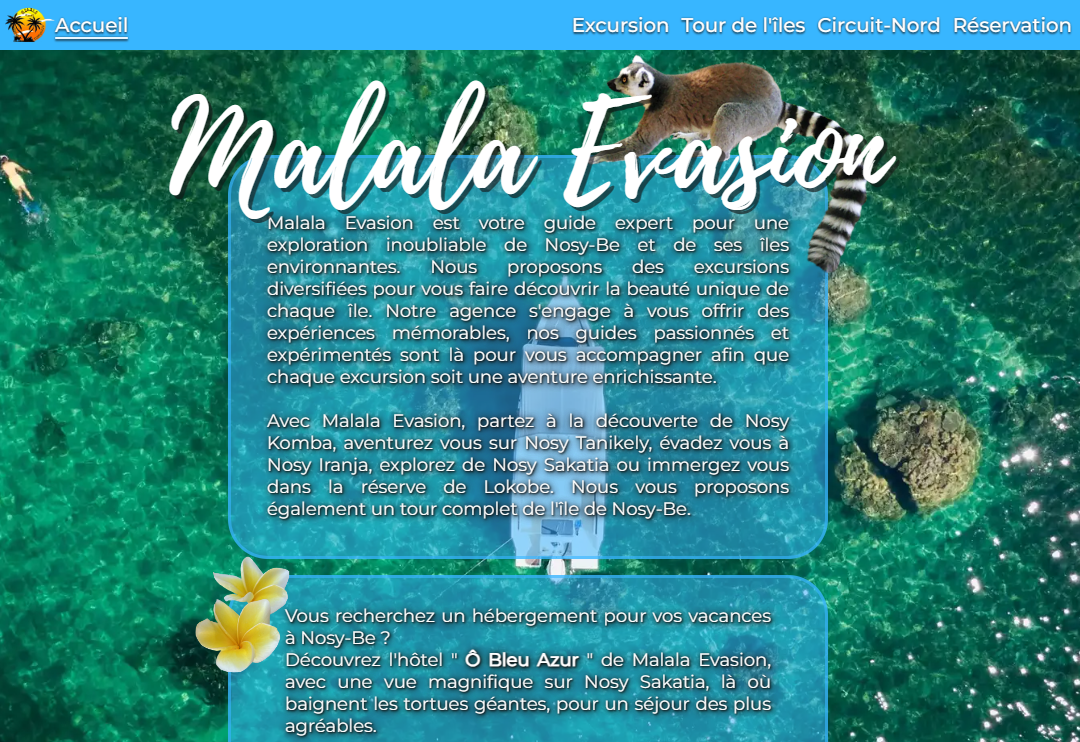 Accueil
Excursion Tour de l'îles Circuit-Nord Réservation
Malala Evasion
Malala Evasion est votre guide expert pour une
exploration inoubliable de Nosy-Be et de ses îles
environnantes. Nous proposons des excursions
diversifiées pour vous faire découvrir la beauté unique de
chaque île. Notre agence s'engage à vous offrir des
expériences mémorables, nos guides passionnés et
expérimentés sont là pour vous accompagner afin que
chaque excursion soit une aventure enrichissante.
Avec Malala Evasion, partez à la découverte de Nosy
Komba, aventurez vous sur Nosy Tanikely, évadez vous à
Nosy Iranja, explorez de Nosy Sakatia ou immergez vous
dans la réserve de Lokobe. Nous vous proposons
également un tour complet de l'île de Nosy-Be.
Vous recherchez un hébergement pour vos vacances
à Nosy-Be ?
Découvrez l'hôtel " Ô Bleu Azur " de Malala Evasion,
avec une vue magnifique sur Nosy Sakatia, là où
baignent les tortues géantes, pour un séjour des plus
agréables.